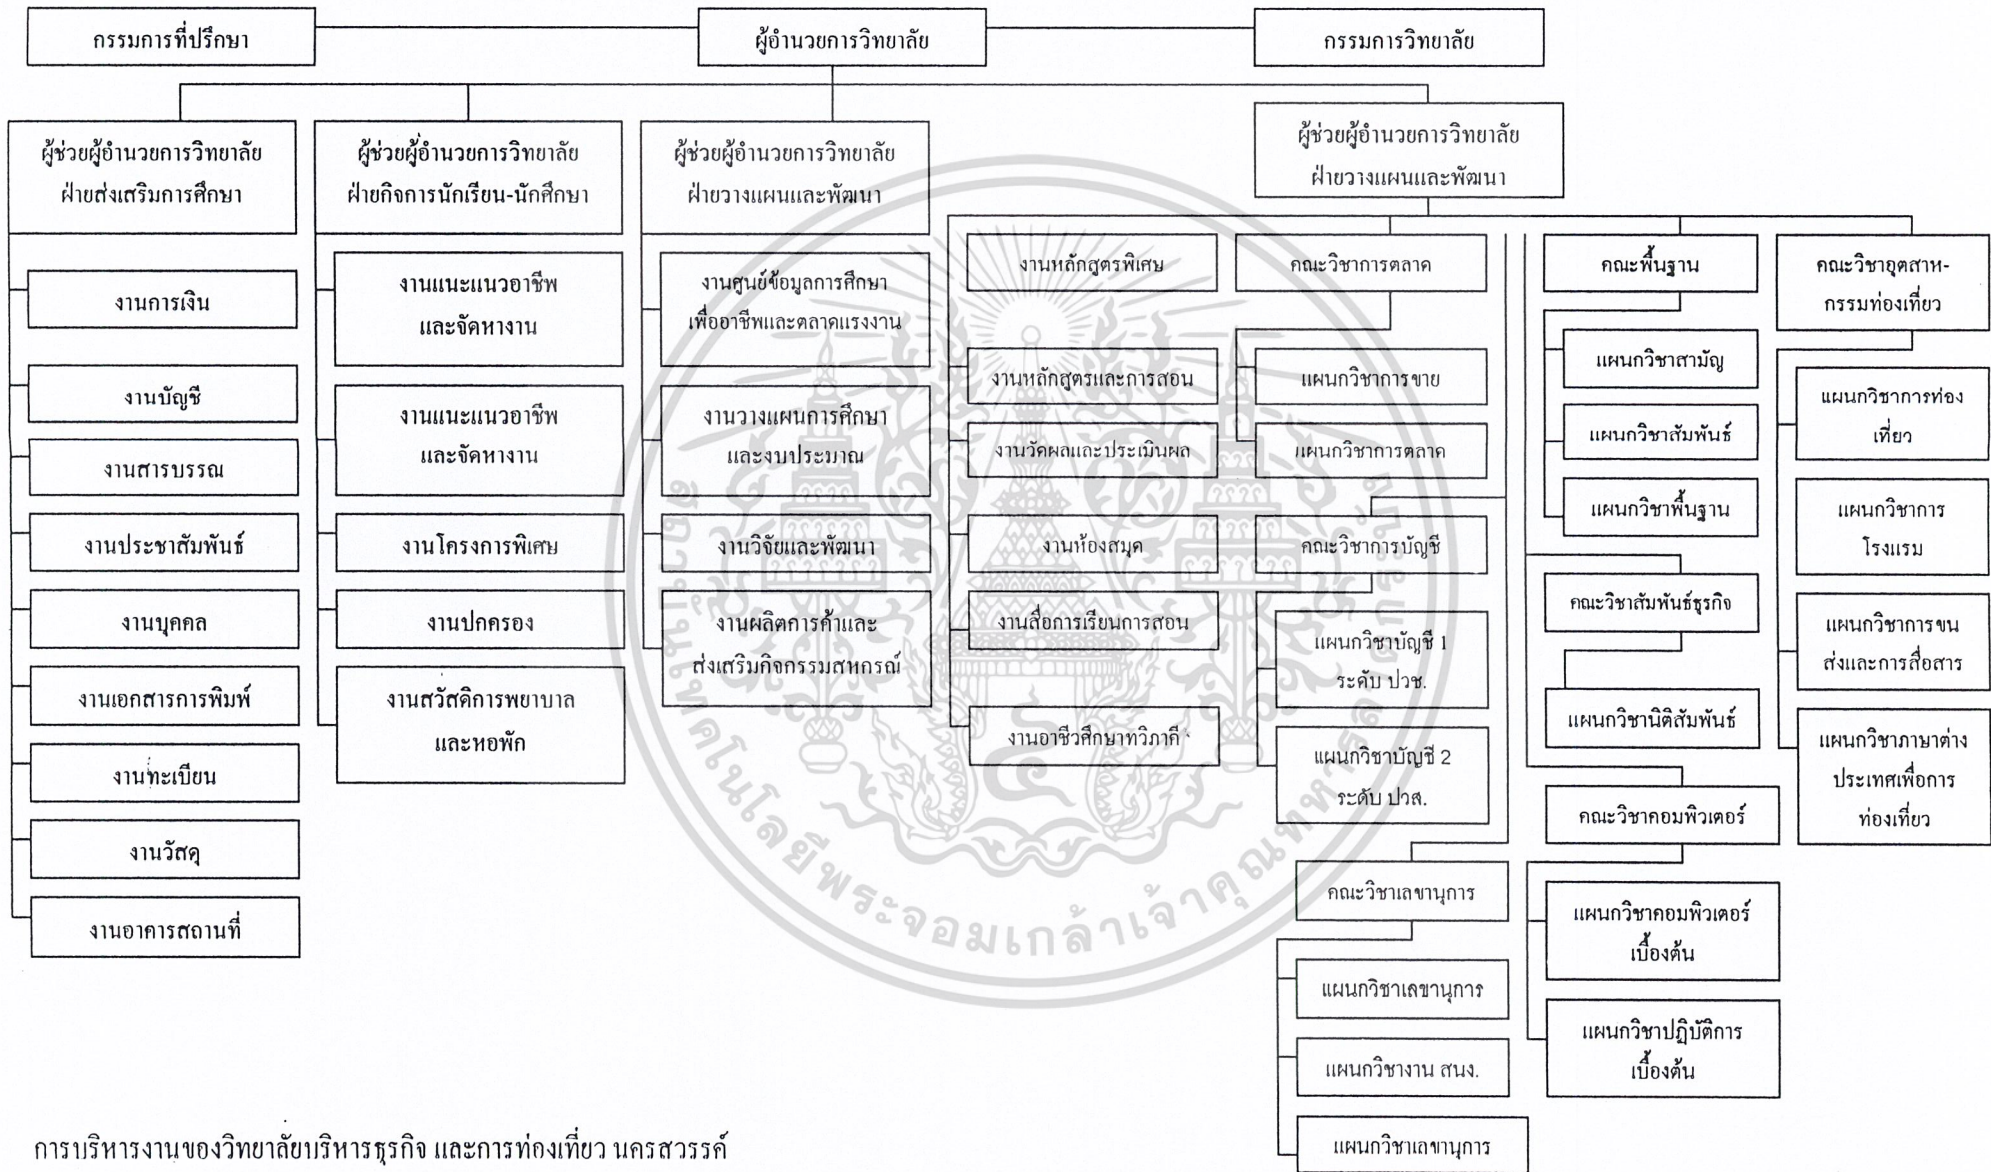 กรรมการที่ปรึกษา
ผู้อำนวยการวิทยาลัย
กรรมการวิทยาลัย
ผู้ช่วยผู้อำนวยการวิทยาลัย
ฝ่ายส่งเสริมการศึกษา
ผู้ช่วยผู้อำนวยการวิทยาลัย
ฝ่ายกิจการนักเรียน-นักศึกษา
ผู้ช่วยผู้อำนวยการวิทยาลัย
ฝ่ายวางแผนและพัฒนา
ผู้ช่วยผู้อำนวยการวิทยาลัย
ฝ่ายวางแผนและพัฒนา
งานการเงิน
งานบัญชี
งานสารบรรณ
งานประชาสัมพันธ์
งานบุคคล
งานเอกสารการพิมพ์
งานทะเบียน
งานวัสดุ
งานอาคารสถานที่
งานแนะแนวอาชีพ
และจัดหางาน
งานแนะแนวอาชีพ
และจัดหางาน
งานโครงการพิเศษ
งานปกครอง
งานสวัสดิการพยาบาล
และหอพัก
งานศูนย์ข้อมูลการศึกษา
เพื่ออาชีพและตลาดแรงงาน
งานวางแผนการศึกษา
และงบประมาณ
งานวิจัยและพัฒนา
งานผลิตการค้าและ
ส่งเสริมกิจกรรมสหกรณ์
งานหลักสูตรพิเศษ
งานหลักสูตรและการสอน
งานวัดผลและประเมินผล
งานห้องสมุด
งานสื่อการเรียนการสอน
งานอาชีวศึกษาทวิภาคี
คณะวิชาการตลาด
แผนกวิชาการขาย
แผนกวิชาการตลาด
คณะวิชาการบัญชี
แผนกวิชาบัญชี 1
ระดับ ปวช.
แผนกวิชาบัญชี 2
ระดับ ปวส.
คณะวิชาเลขานุการ
แผนกวิชาเลขานุการ
แผนกวิชางาน สนง.
แผนกวิชาเลขานุการ
คณะพื้นฐาน
แผนกวิชาสามัญ
แผนกวิชาสัมพันธ์
แผนกวิชาพื้นฐาน
คณะวิชาสัมพันธ์ธุรกิจ
แผนกวิชานิติสัมพันธ์
คณะวิชาคอมพิวเตอร์
แผนกวิชาคอมพิวเตอร์
เบื้องต้น
แผนกวิชาปฏิบัติการ
เบื้องต้น
คณะวิชาอุตสาห-
กรรมท่องเที่ยว
แผนกวิชาการท่อง
เที่ยว
แผนกวิชาการ
โรงแรม
แผนกวิชาการขน
ส่งและการสื่อสาร
แผนกวิชาภาษาต่าง
ประเทศเพื่อการ
ท่องเที่ยว
การบริหารงานของวิทยาลัยบริหารธุรกิจ และการท่องเที่ยว นครสวรรค์
สถาบันเทคโนโลยีพระจอมเกล้าเจ้าคุณทหารลาดกระบัง